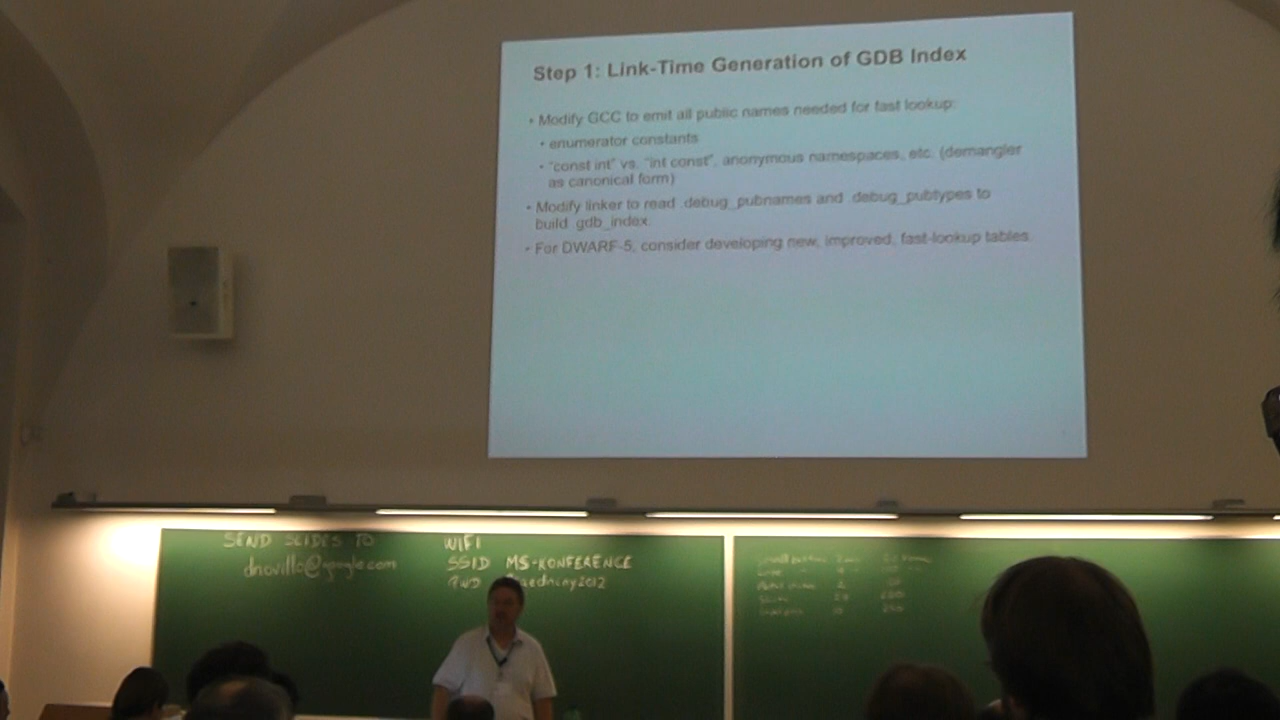 Step 1: Link-Time Generation of GDB Index
• Modify GCC to emit all public names needed for fast lookup:
• enumerator constants
• "const int" vs. "int const", anonymous namespaces, etc. (demangler
as canonical form)
• Modify linker to read .debug_pubnames and .debug_pubtypes to
build .gdb_index.
• For DWARF-5, consider developing new, improved, fast-lookup tables.
SEND SLIDES TO
dnovillo@google.com
WIFI
SSID MS-KONFERENCE
PWD